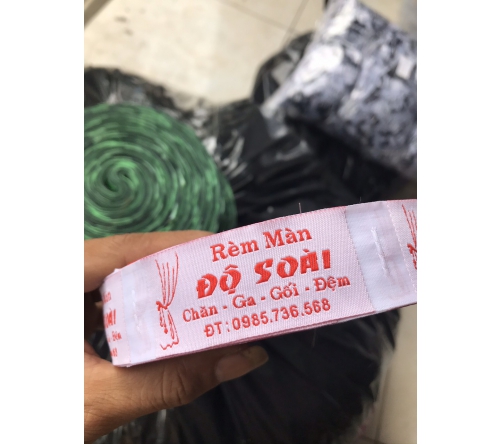 Rèm Màn
ĐỘ SOÀI
Chăn - Ga - Gối - Đệm
ĐT: 0985.736.568